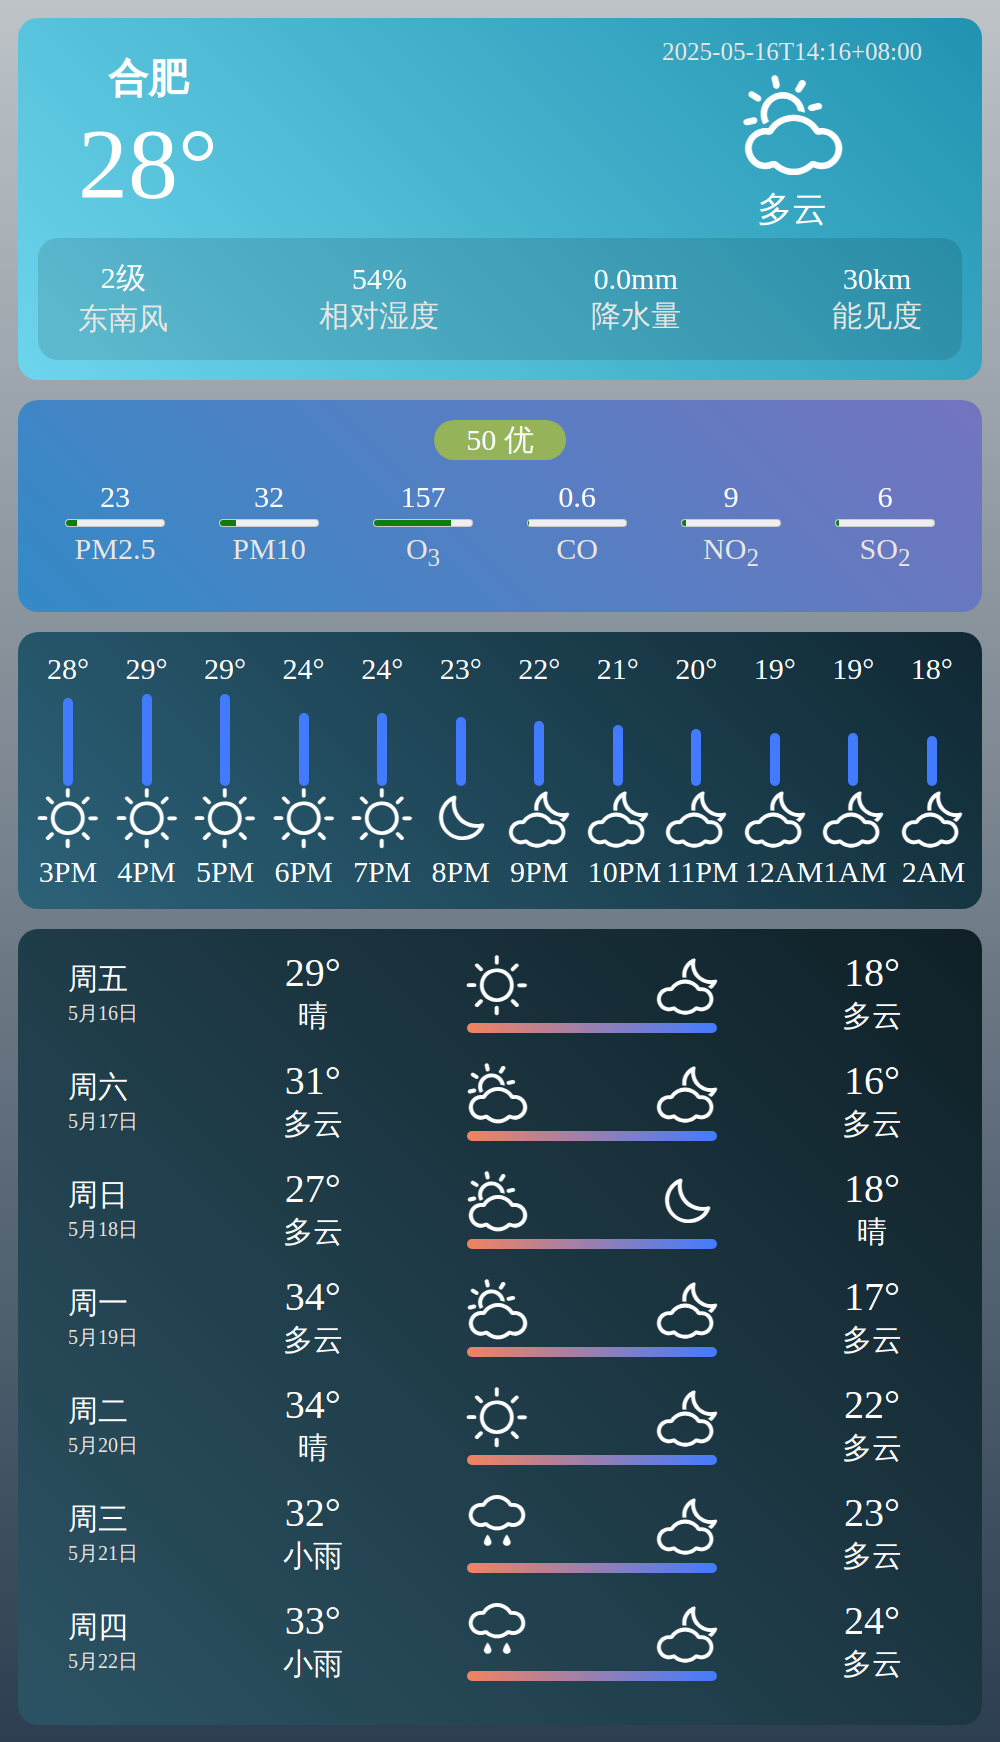 合肥
28°
2025-05-16T14:16+08:00
多云
2级 54% 0.0mm 30km
东南风 相对湿度 降水量 能见度
50 优
23 32 157 0.6 9 6
PM2.5 PM10 O3 CO NO2 SO2
28° 29° 29° 24° 24° 23° 22° 21° 20° 19° 19° 18°
3PM 4PM 5PM 6PM 7PM 8PM 9PM 10PM 11PM 12AM 1AM 2AM
周五 29° 18°
5月16日 晴 多云
周六 31° 16°
5月17日 多云 多云
周日 27° 18°
5月18日 多云 晴
周一 34° 17°
5月19日 多云 多云
周二 34° 22°
5月20日 晴 多云
周三 32° 23°
5月21日 小雨 多云
周四 33° 24°
5月22日 小雨 多云